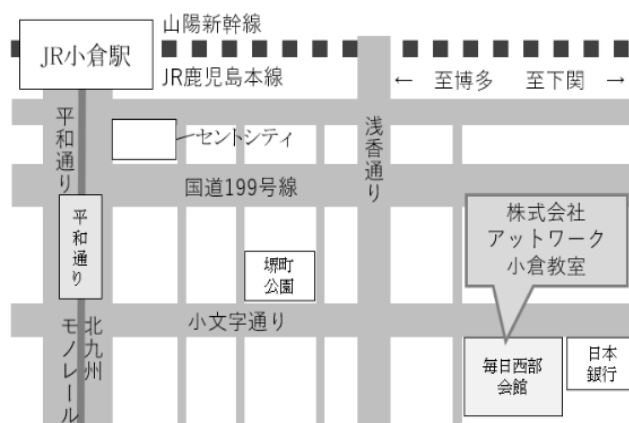 山陽新幹線
JR小倉駅
JR鹿児島本線
← 至博多 至下関 →
平和通り
セントシティ
浅香通り
国道199号線
平和通り
株式会社
アットワーク
小倉教室
堺町
公園
小文字通り
北九州
モノレール
毎日西部
会館
日本
銀行